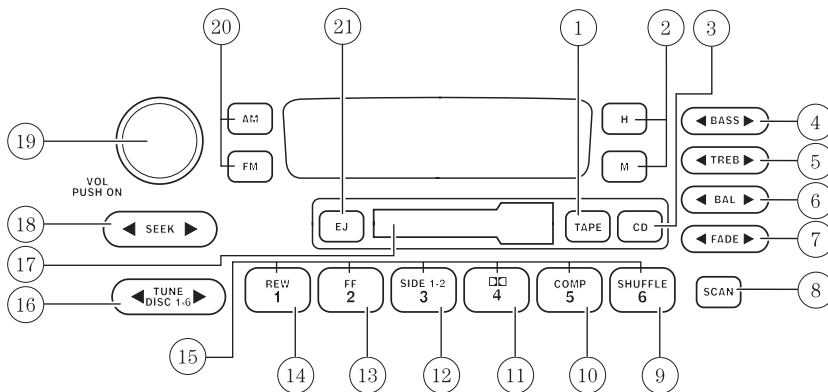 20
21
1
2
3
AM
H
BASS
4
19
FM
M
TREB
5
VOL
PUSH ON
BAL
6
18
SEEK
EJ
TAPE
CD
FADE
7
17
16
TUNE
DISC 1-6
REW
1
FF
2
SIDE 1-2
3
4
COMP
5
SHUFFLE
6
SCAN
8
15
14
13
12
11
10
9